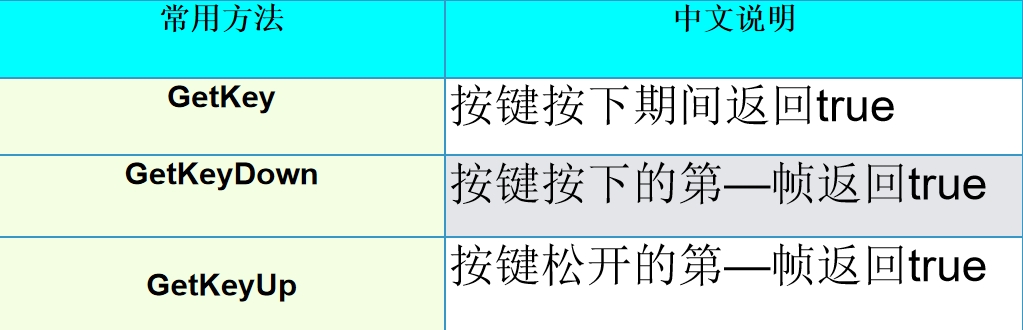 常用方法 中文说明
GetKey 按键按下期间返回true
GetKeyDown 按键按下的第一帧返回true
GetKeyUp 按键松开的第一帧返回true